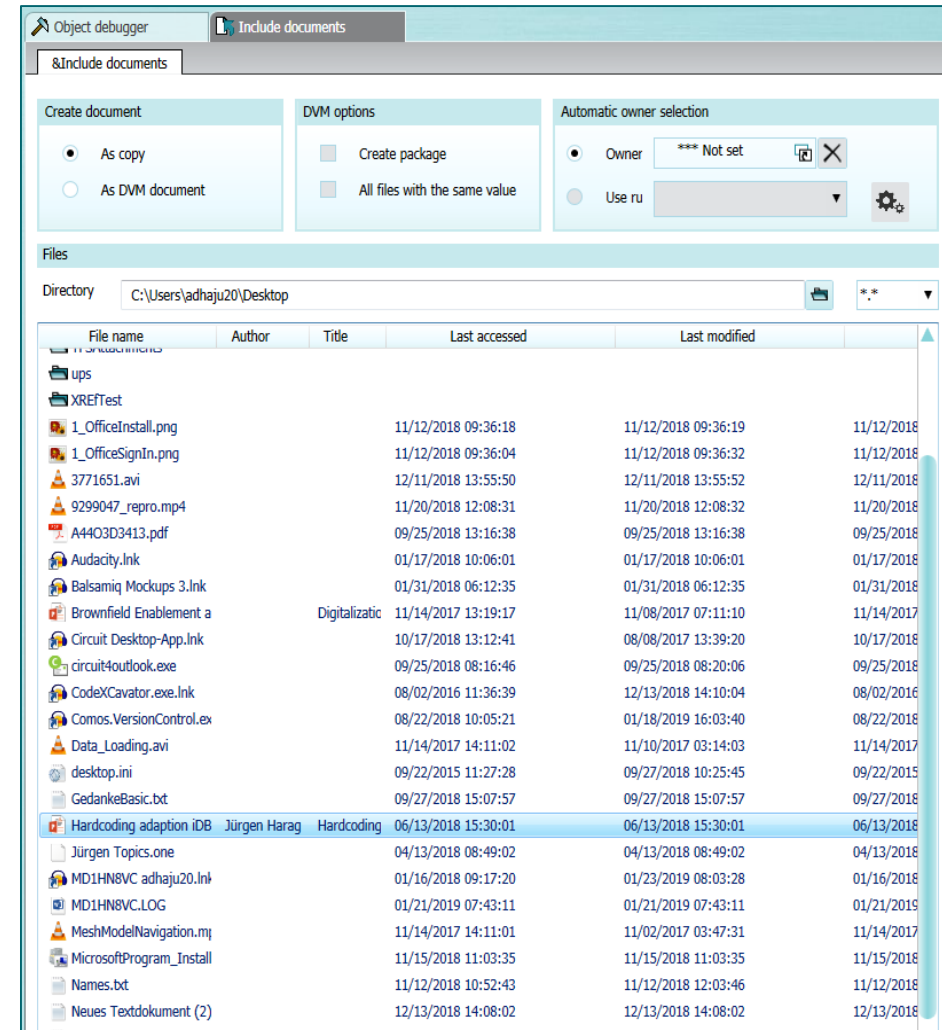 Object debugger Include documents
&Include documents
Create document DVM options Automatic owner selection
As copy Create package Owner *** Not set
As DVM document All files with the same value Use ru
Files
Directory C:\Users\adhaju20\Desktop *.*
File name Author Title Last accessed Last modified
ups
XREfTest
1_OfficeInstall.png 11/12/2018 09:36:18 11/12/2018 09:36:19 11/12/2018
1_OfficeSignIn.png 11/12/2018 09:36:04 11/12/2018 09:36:32 11/12/2018
3771651.avi 12/11/2018 13:55:50 12/11/2018 13:55:52 12/11/2018
9299047_repro.mp4 11/20/2018 12:08:31 11/20/2018 12:08:32 11/20/2018
A44O3D3413.pdf 09/25/2018 13:16:38 09/25/2018 13:16:38 09/25/2018
Audacity.lnk 01/17/2018 10:06:01 01/17/2018 10:06:01 01/17/2018
Balsamiq Mockups 3.lnk 01/31/2018 06:12:35 01/31/2018 06:12:35 01/31/2018
Brownfield Enablement a Digitalizatio 11/14/2017 13:19:17 11/08/2017 07:11:10 11/14/2017
Circuit Desktop-App.lnk 10/17/2018 13:12:41 08/08/2017 13:39:20 10/17/2018
circuit4outlook.exe 09/25/2018 08:16:46 09/25/2018 08:20:06 09/25/2018
CodeXCavator.exe.lnk 08/02/2016 11:36:39 12/13/2018 14:10:04 08/02/2016
Comos.VersionControl.ex 08/22/2018 10:05:21 01/18/2019 16:03:40 08/22/2018
Data_Loading.avi 11/14/2017 14:11:02 11/10/2017 03:14:03 11/14/2017
desktop.ini 09/22/2015 11:27:28 09/27/2018 10:25:45 09/22/2015
GedankeBasic.txt 09/27/2018 15:07:57 09/27/2018 15:07:57 09/27/2018
Hardcoding adaption iDB Jürgen Harag Hardcoding 06/13/2018 15:30:01 06/13/2018 15:30:01 06/13/2018
Jürgen Topics.one 04/13/2018 08:49:02 04/13/2018 08:49:02 04/13/2018
MD1HN8VC adhaju20.lnk 01/16/2018 09:17:20 01/23/2019 08:03:28 01/16/2018
MD1HN8VC.LOG 01/21/2019 07:43:11 01/21/2019 07:43:11 01/21/2019
MeshModelNavigation.mp 11/14/2017 14:11:01 11/02/2017 03:47:31 11/14/2017
MicrosoftProgram_Install 11/15/2018 11:03:35 11/15/2018 11:03:35 11/15/2018
Names.txt 11/12/2018 10:52:43 11/12/2018 12:03:46 11/12/2018
Neues Textdokument (2) 12/13/2018 14:08:02 12/13/2018 14:08:02 12/13/2018